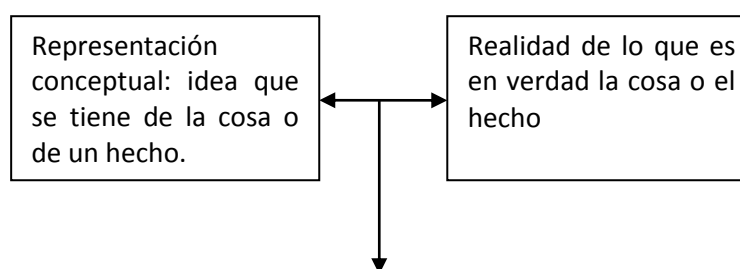 Representación
conceptual: idea que
se tiene de la cosa o
de un hecho.
Realidad de lo que es
en verdad la cosa o el
hecho